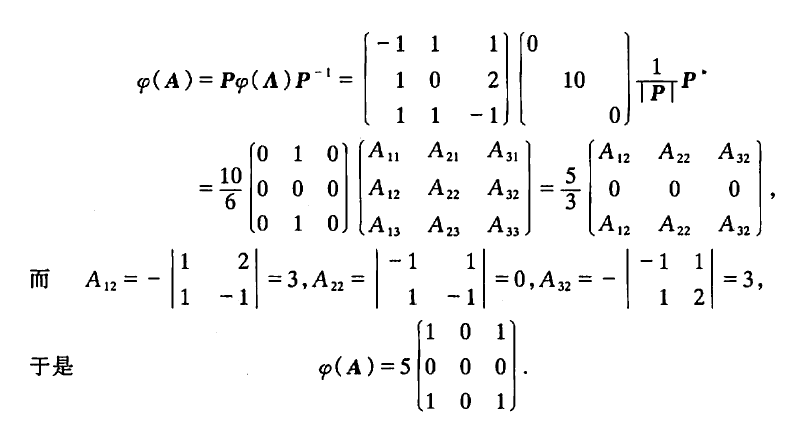 φ(A)=Pφ(Λ)P⁻¹= ( -1 1 1 ; 1 0 2 ; 1 1 -1 ) ( 0 ; 10 ; 0 ) 1/|P| P*
= 10/6 ( 0 1 0 ; 0 0 0 ; 0 1 0 ) ( A₁₁ A₂₁ A₃₁ ; A₁₂ A₂₂ A₃₂ ; A₁₃ A₂₃ A₃₃ ) = 5/3 ( A₁₂ A₂₂ A₃₂ ; 0 0 0 ; A₁₂ A₂₂ A₃₂ ) ,
而 A₁₂= - | 1 2 ; 1 -1 | =3, A₂₂= | -1 1 ; 1 -1 | =0, A₃₂= - | -1 1 ; 1 2 | =3,
于是 φ(A)=5 ( 1 0 1 ; 0 0 0 ; 1 0 1 ) .